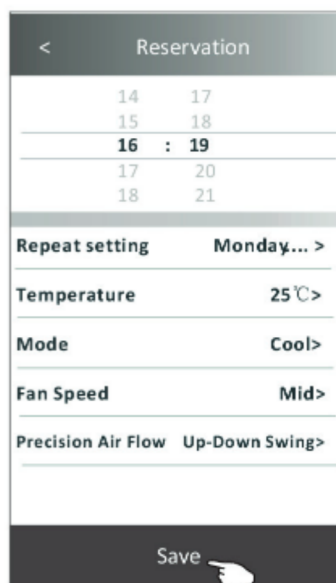 < Reservation
14 17
15 18
16 : 19
17 20
18 21
Repeat setting Monday.... >
Temperature 25℃>
Mode Cool>
Fan Speed Mid>
Precision Air Flow Up-Down Swing>
Save